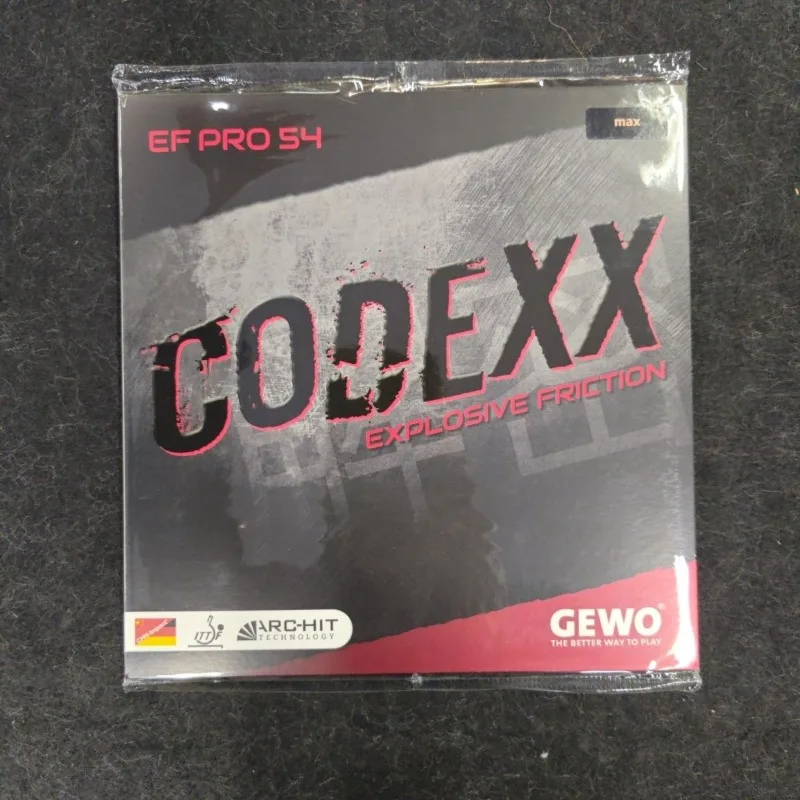 EF PRO 54
max
CODEXX
EXPLOSIVE FRICTION
ITTF
ARC-HIT
TECHNOLOGY
GEWO®
THE BETTER WAY TO PLAY